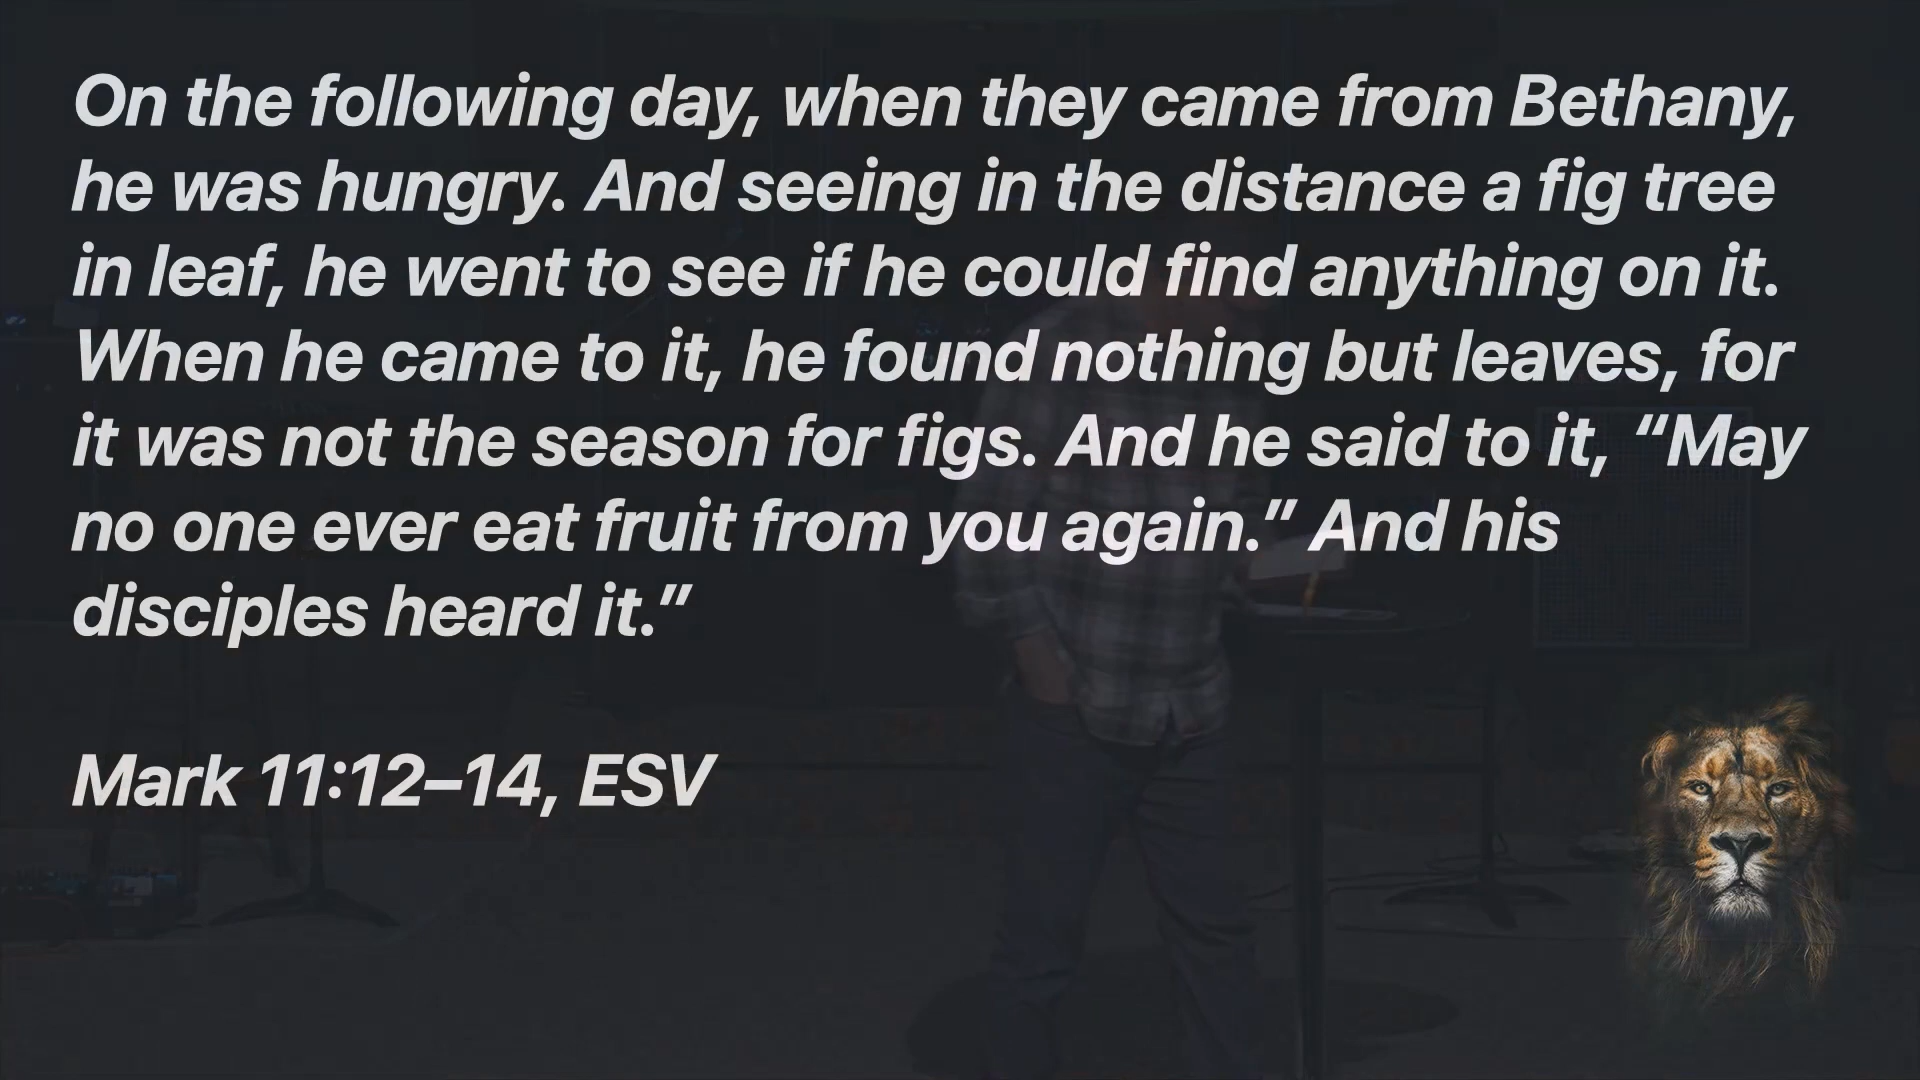 On the following day, when they came from Bethany,
he was hungry. And seeing in the distance a fig tree
in leaf, he went to see if he could find anything on it.
When he came to it, he found nothing but leaves, for
it was not the season for figs. And he said to it, “May
no one ever eat fruit from you again.” And his
disciples heard it.”
Mark 11:12–14, ESV